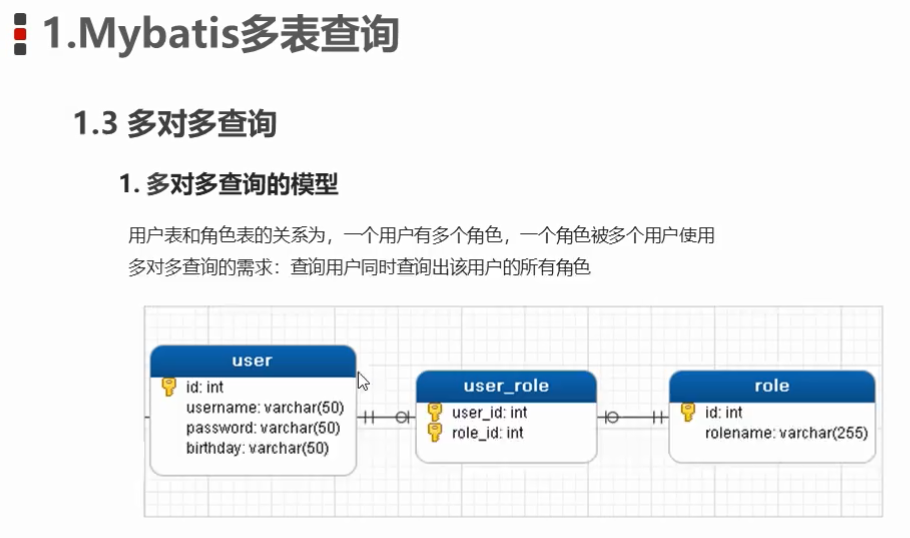 1.Mybatis多表查询
1.3 多对多查询
1. 多对多查询的模型
用户表和角色表的关系为，一个用户有多个角色，一个角色被多个用户使用
多对多查询的需求：查询用户同时查询出该用户的所有角色
user
id: int
username: varchar(50)
password: varchar(50)
birthday: varchar(50)
user_role
user_id: int
role_id: int
role
id: int
rolename: varchar(255)